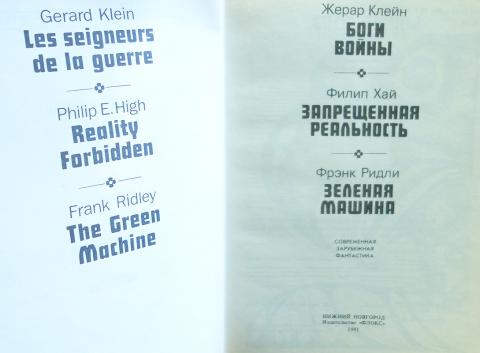 Gerard Klein
Les seigneurs
de la guerre
Philip E. High
Reality
Forbidden
Frank Ridley
The Green
Machine
Жерар Клейн
БОГИ
ВОЙНЫ
Филип Хай
ЗАПРЕЩЕННАЯ
РЕАЛЬНОСТЬ
Фрэнк Ридли
ЗЕЛЕНАЯ
МАШИНА
СОВРЕМЕННАЯ
ЗАРУБЕЖНАЯ
ФАНТАСТИКА
НИЖНИЙ НОВГОРОД
Издательство «ФЛОКС»
1991